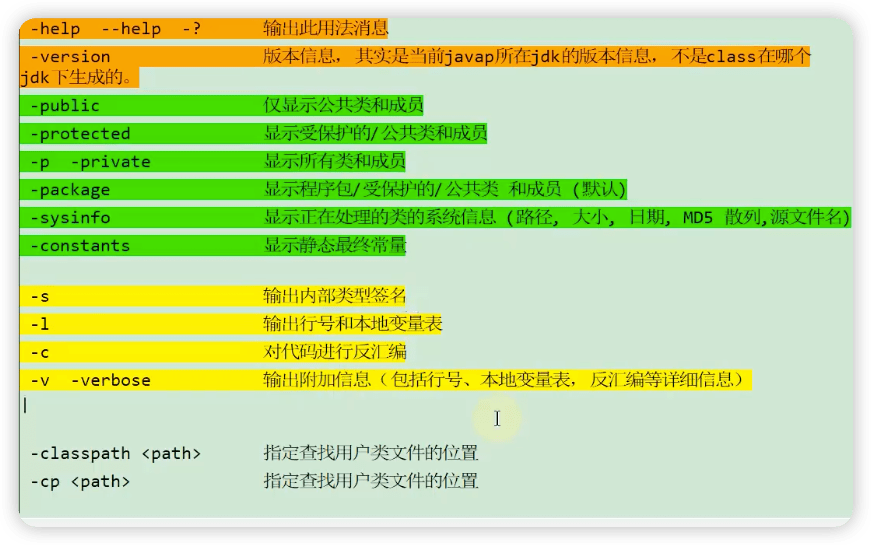 -help --help -? 输出此用法消息
-version 版本信息，其实是当前javap所在jdk的版本信息，不是class在哪个
jdk下生成的。
-public 仅显示公共类和成员
-protected 显示受保护的/公共类和成员
-p -private 显示所有类和成员
-package 显示程序包/受保护的/公共类 和成员 (默认)
-sysinfo 显示正在处理的类的系统信息 (路径, 大小, 日期, MD5 散列,源文件名)
-constants 显示静态最终常量
-s 输出内部类型签名
-l 输出行号和本地变量表
-c 对代码进行反汇编
-v -verbose 输出附加信息（包括行号、本地变量表，反汇编等详细信息）
-classpath <path> 指定查找用户类文件的位置
-cp <path> 指定查找用户类文件的位置